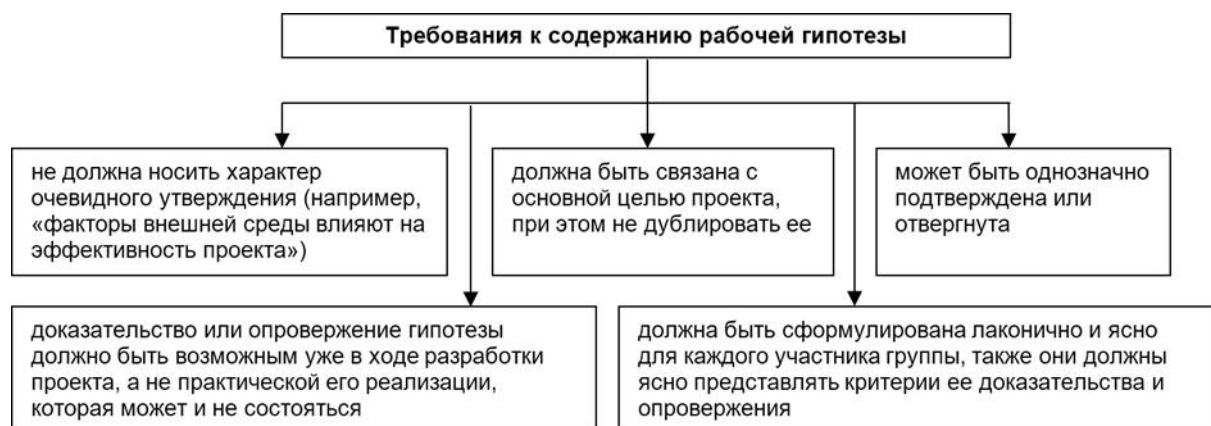 Требования к содержанию рабочей гипотезы
не должна носить характер
очевидного утверждения (например,
«факторы внешней среды влияют на
эффективность проекта»)
должна быть связана с
основной целью проекта,
при этом не дублировать ее
может быть однозначно
подтверждена или
отвергнута
доказательство или опровержение гипотезы
должно быть возможным уже в ходе разработки
проекта, а не практической его реализации,
которая может и не состояться
должна быть сформулирована лаконично и ясно
для каждого участника группы, также они должны
ясно представлять критерии ее доказательства и
опровержения